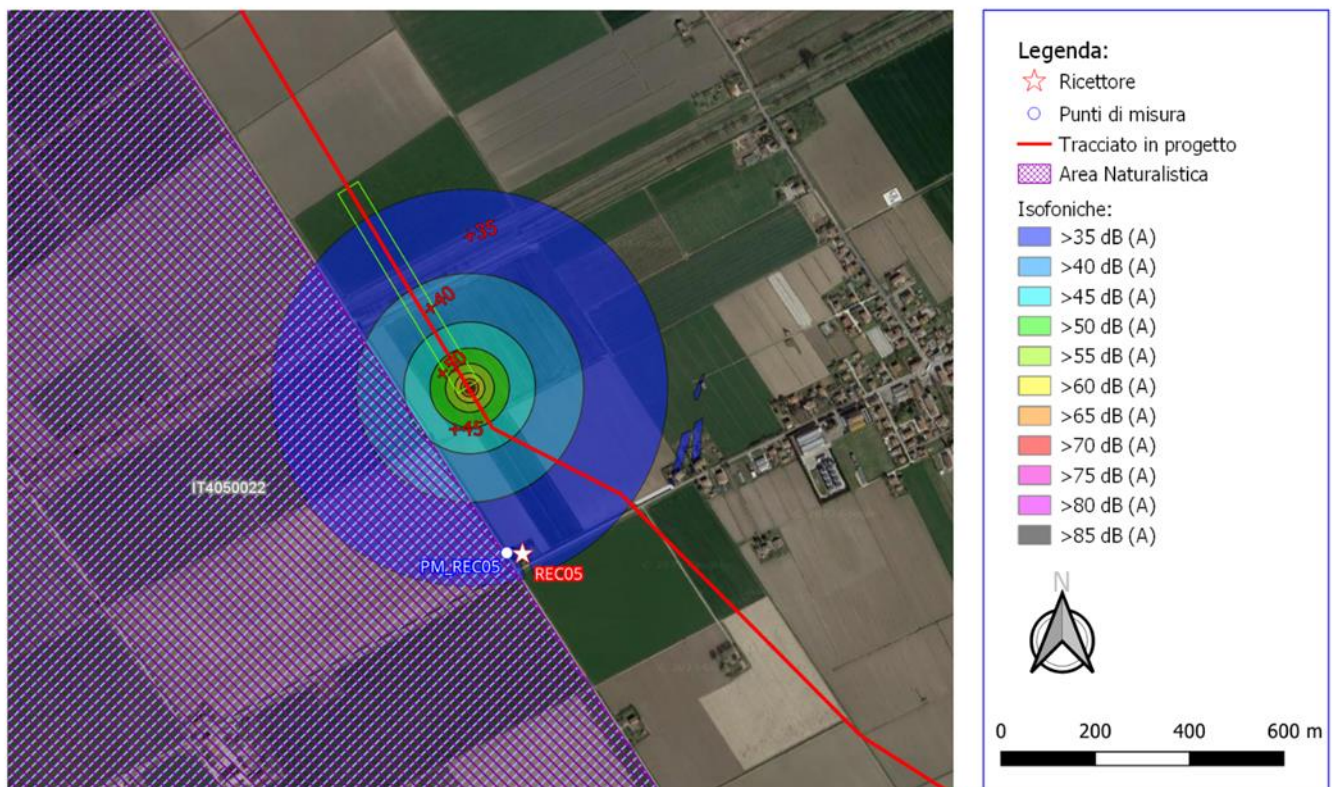 +35
+40
+50
+45
IT4050022
PM_REC05
REC05
Legenda:
Ricettore
Punti di misura
Tracciato in progetto
Area Naturalistica
Isofoniche:
>35 dB (A)
>40 dB (A)
>45 dB (A)
>50 dB (A)
>55 dB (A)
>60 dB (A)
>65 dB (A)
>70 dB (A)
>75 dB (A)
>80 dB (A)
>85 dB (A)
N
0 200 400 600 m